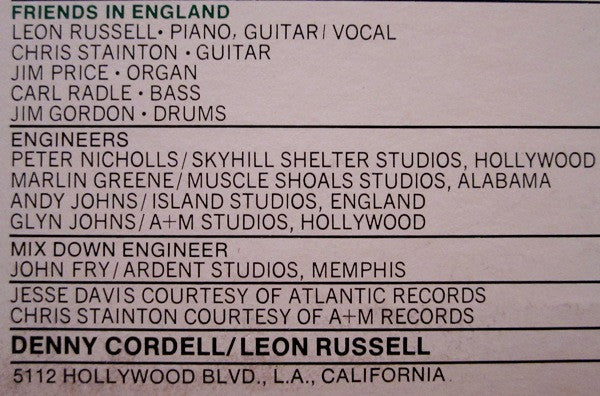 FRIENDS IN ENGLAND
LEON RUSSELL • PIANO, GUITAR/ VOCAL
CHRIS STAINTON • GUITAR
JIM PRICE • ORGAN
CARL RADLE • BASS
JIM GORDON • DRUMS
ENGINEERS
PETER NICHOLLS/SKYHILL SHELTER STUDIOS, HOLLYWOOD
MARLIN GREENE/MUSCLE SHOALS STUDIOS, ALABAMA
ANDY JOHNS/ISLAND STUDIOS, ENGLAND
GLYN JOHNS/A+M STUDIOS, HOLLYWOOD
MIX DOWN ENGINEER
JOHN FRY/ARDENT STUDIOS, MEMPHIS
JESSE DAVIS COURTESY OF ATLANTIC RECORDS
CHRIS STAINTON COURTESY OF A+M RECORDS
DENNY CORDELL/LEON RUSSELL
5112 HOLLYWOOD BLVD., L.A., CALIFORNIA